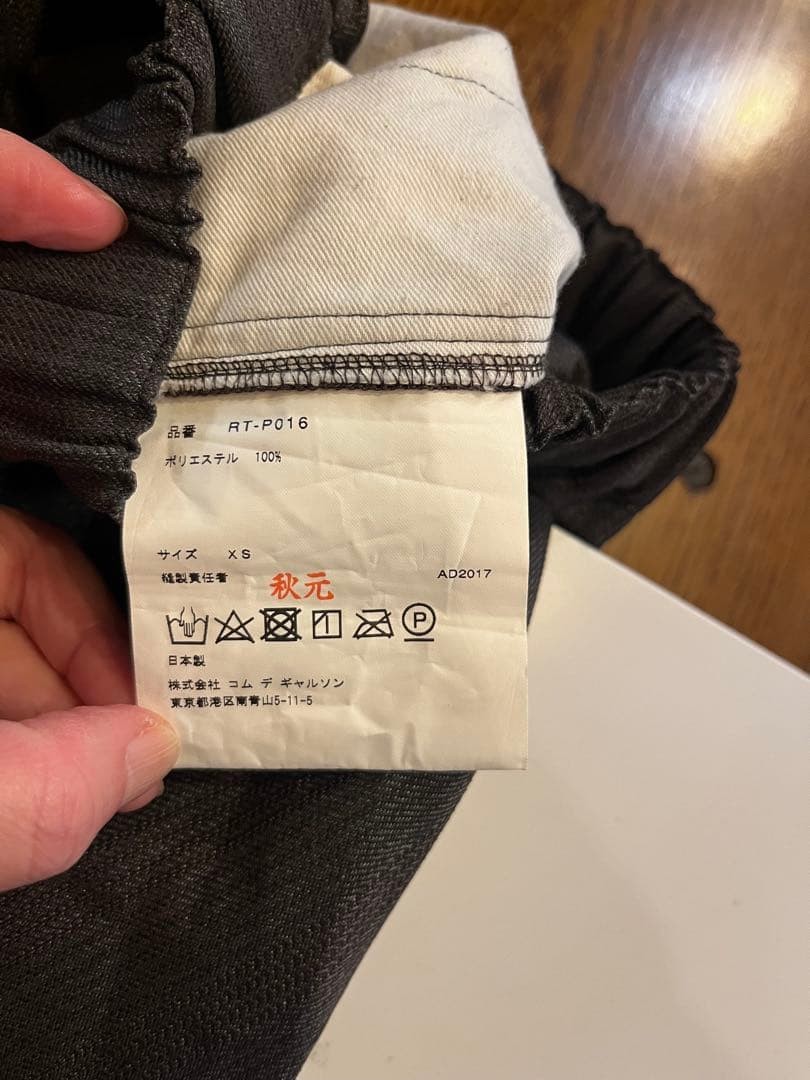 品番 RT-P016
ポリエステル 100%
サイズ XS
縫製責任者 秋元 AD2017
P
日本製
株式会社 コム デ ギャルソン
東京都港区南青山5-11-5